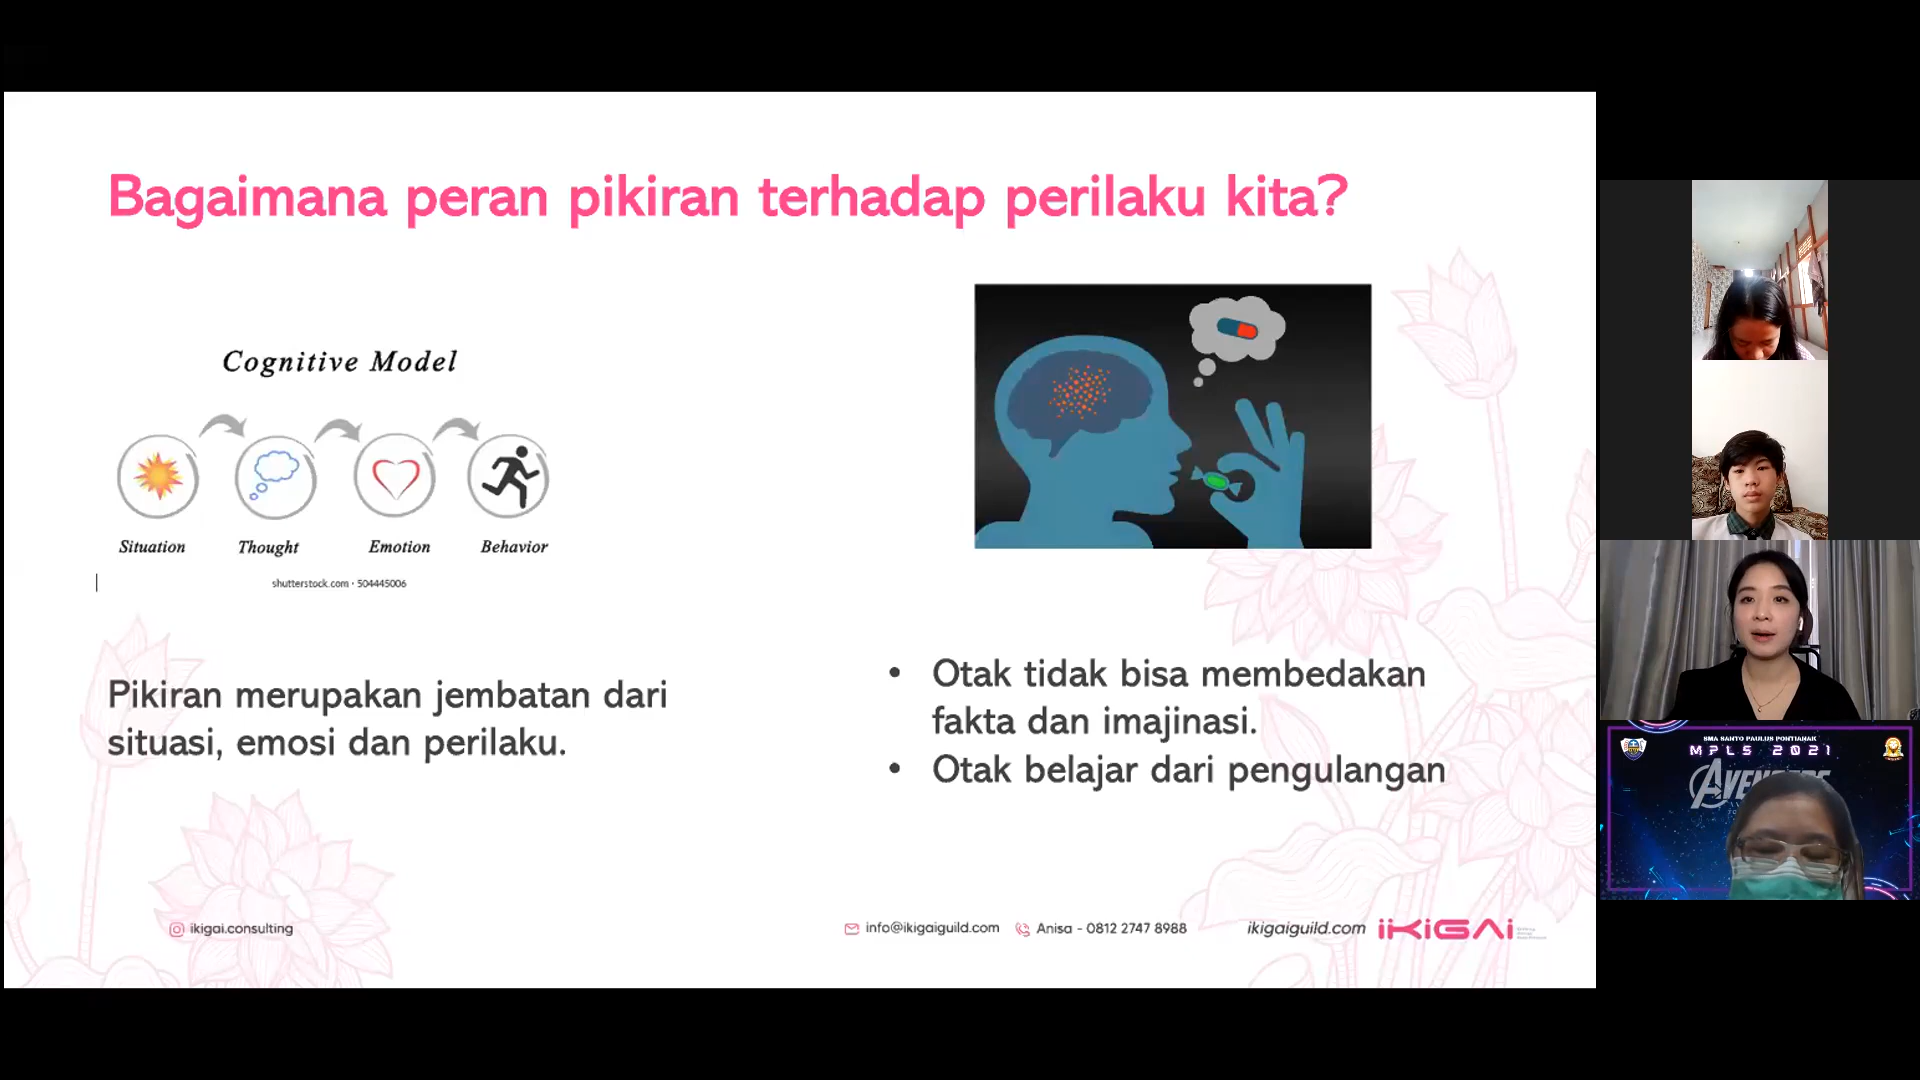 Bagaimana peran pikiran terhadap perilaku kita?
Cognitive Model
Situation
Thought
Emotion
Behavior
shutterstock.com • 504445006
Pikiran merupakan jembatan dari
situasi, emosi dan perilaku.
• Otak tidak bisa membedakan
fakta dan imajinasi.
• Otak belajar dari pengulangan
ikigai.consulting
info@ikigaiguild.com
Anisa - 0812 2747 8988
ikigaiguild.com
iKiGAi
SMA SANTO PAULUS PONTIANAK
MPLS 2021